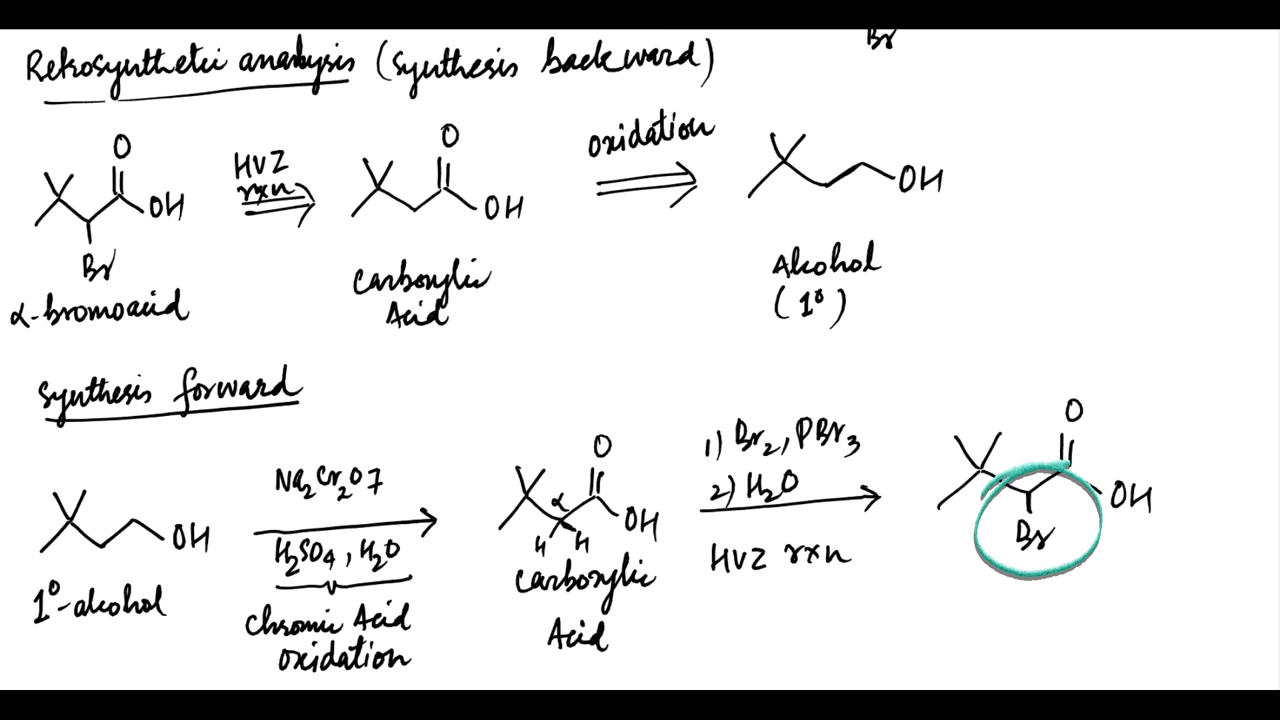 Br
Retrosynthetic analysis (synthesis backward)
O
OH
Br
α-bromoacid
HVZ
rxn
O
OH
Carboxylic
Acid
oxidation
OH
Alcohol
(1°)
Synthesis forward
OH
1°-alcohol
Na2Cr2O7
H2SO4, H2O
Chromic Acid
oxidation
O
α
OH
H H
Carboxylic
Acid
1) Br2, PBr3
2) H2O
HVZ rxn
O
OH
Br